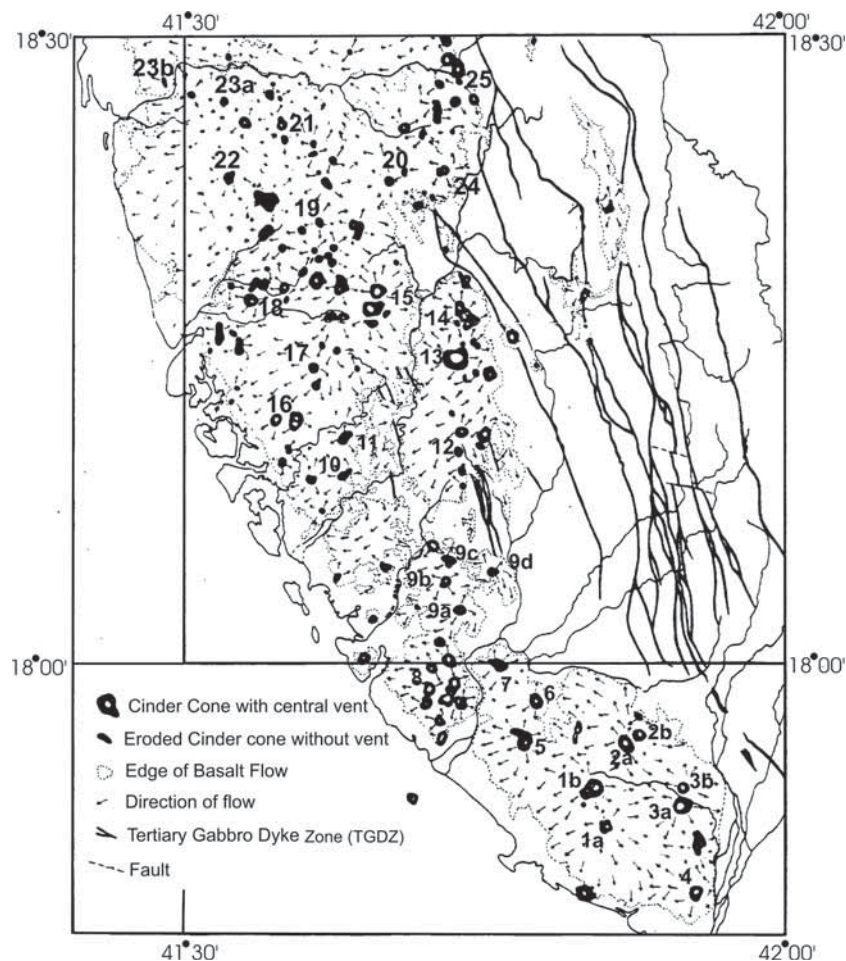 41°30' 42°00'
18°30' 18°30'
23b
25
23a
21
22
20
24
19
15
18
14
13
17
16
11
12
10
9c
9d
9b
9a
18°00' 18°00'
8
7
6
Cinder Cone with central vent
5
2b
2a
Eroded Cinder cone without vent
Edge of Basalt Flow
1b
3b
Direction of flow
3a
1a
Tertiary Gabbro Dyke Zone (TGDZ)
Fault
4
41°30' 42°00'